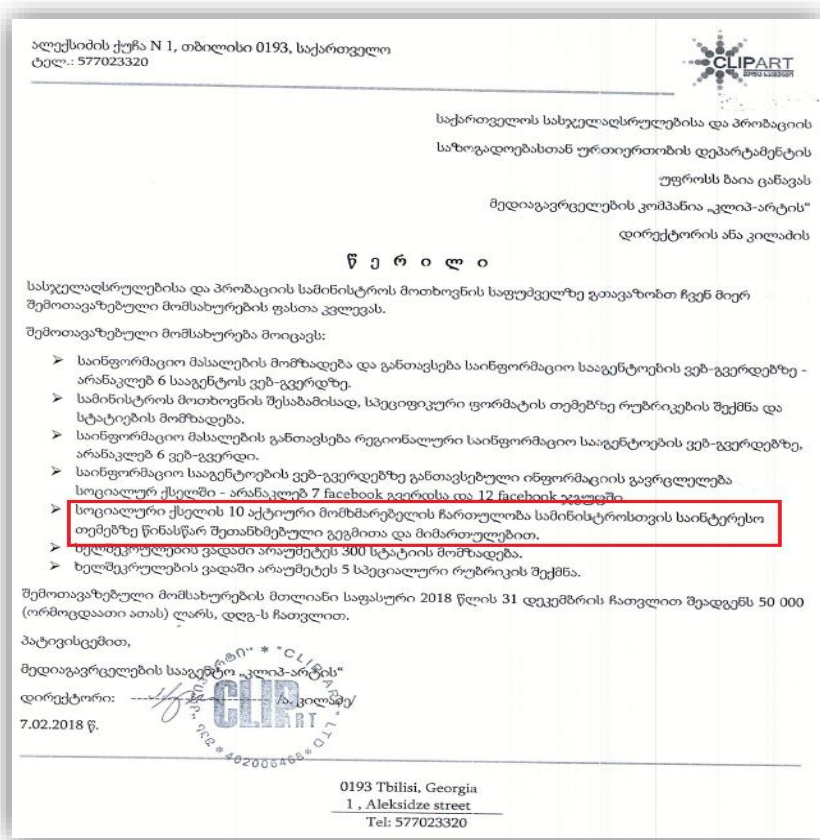 ალექსიძის ქუჩა N 1, თბილისი 0193, საქართველო
ტელ.: 577023320
CLIPART
საქართველოს სასჯელაღსრულებისა და პრობაციის
საზოგადოებასთან ურთიერთობის დეპარტამენტის
უფროსს ბაია ცანავას
მედიაგავრცელების კომპანია „კლიპ-არტის“
დირექტორის ანა კილაძის
წ ე რ ი ლ ი
სასჯელაღსრულებისა და პრობაციის სამინისტროს მოთხოვნის საფუძველზე გთავაზობთ ჩვენ მიერ
შემოთავაზებული მომსახურების ფასთა კვლევას.
შემოთავაზებული მომსახურება მოიცავს:
➢ საინფორმაციო მასალების მომზადება და განთავსება საინფორმაციო სააგენტოების ვებ-გვერდებზე -
არანაკლებ 6 სააგენტოს ვებ-გვერდზე.
➢ სამინისტროს მოთხოვნის შესაბამისად, სპეციფიკური ფორმატის თემებზე რუბრიკების შექმნა და
სტატიების მომზადება.
➢ საინფორმაციო მასალების განთავსება რეგიონალური საინფორმაციო სააგენტოების ვებ-გვერდებზე,
არანაკლებ 6 ვებ-გვერდი.
➢ საინფორმაციო სააგენტოების ვებ-გვერდებზე განთავსებული ინფორმაციის გავრცელება
სოციალურ ქსელში - არანაკლებ 7 facebook გვერდსა და 12 facebook ჯგუფში
➢ სოციალური ქსელის 10 აქტიური მომხმარებელის ჩართულობა სამინისტროსთვის საინტერესო
თემებზე წინასწარ შეთანხმებული გეგმითა და მიმართულებით.
➢ ხელშეკრულების ვადაში არაუმეტეს 300 სტატიის მომზადება.
➢ ხელშეკრულების ვადაში არაუმეტეს 5 სპეციალური რუბრიკის შექმნა.
შემოთავაზებული მომსახურების მთლიანი საფასური 2018 წლის 31 დეკემბრის ჩათვლით შეადგენს 50 000
(ორმოცდაათი ათას) ლარს, დღგ-ს ჩათვლით.
პატივისცემით,
მედიაგავრცელების სააგენტო „კლიპ-არტის“
დირექტორი: /ა. კილაძე/
CLIP ART
7.02.2018 წ.
0193 Tbilisi, Georgia
1 , Aleksidze street
Tel: 577023320